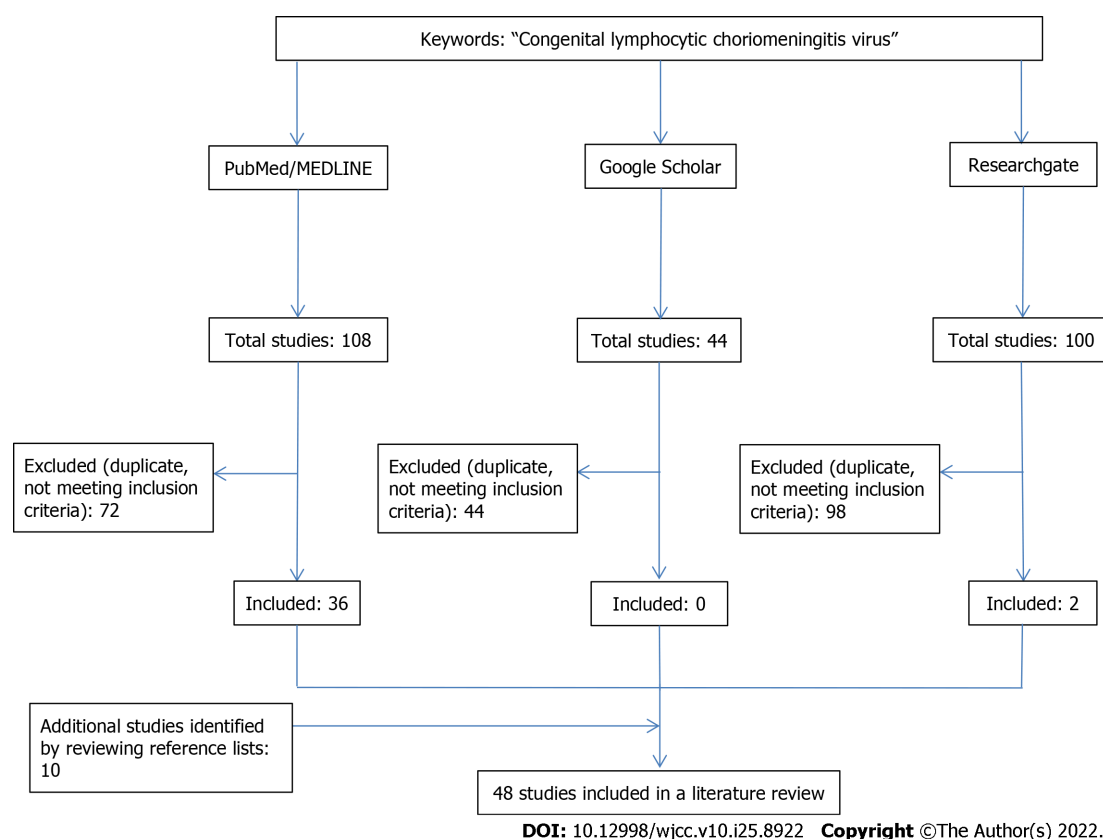 Keywords: “Congenital lymphocytic choriomeningitis virus”
PubMed/MEDLINE
Google Scholar
Researchgate
Total studies: 108
Total studies: 44
Total studies: 100
Excluded (duplicate,
not meeting inclusion
criteria): 72
Excluded (duplicate,
not meeting inclusion
criteria): 44
Excluded (duplicate,
not meeting inclusion
criteria): 98
Included: 36
Included: 0
Included: 2
Additional studies identified
by reviewing reference lists:
10
48 studies included in a literature review
DOI: 10.12998/wjcc.v10.i25.8922 Copyright ©The Author(s) 2022.